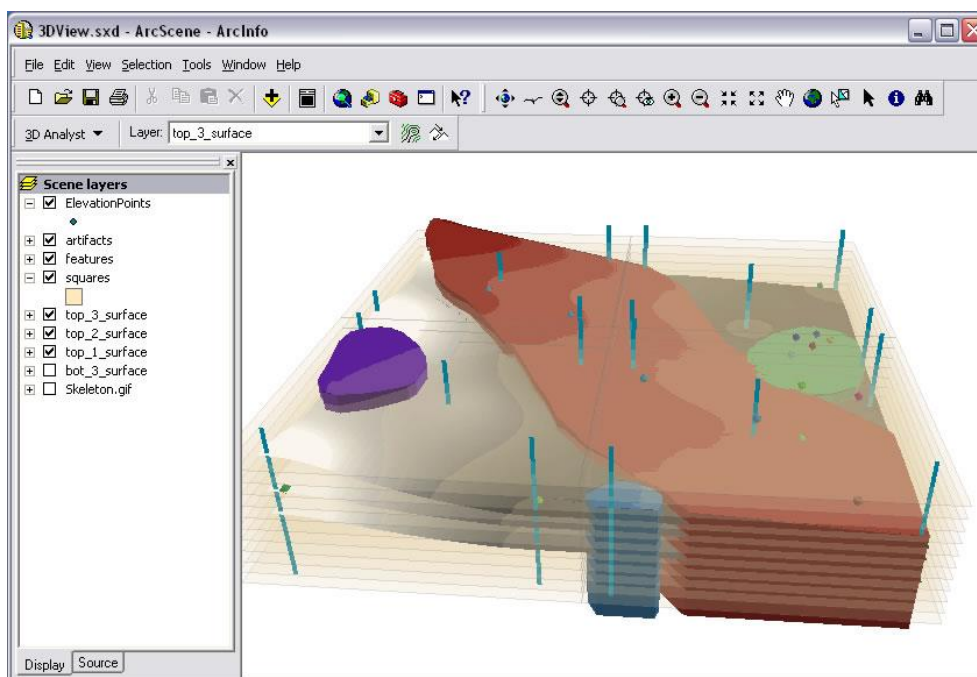 3DView.sxd - ArcScene - ArcInfo
File Edit View Selection Tools Window Help
3D Analyst Layer: top_3_surface
Scene layers
ElevationPoints
artifacts
features
squares
top_3_surface
top_2_surface
top_1_surface
bot_3_surface
Skeleton.gif
Display Source